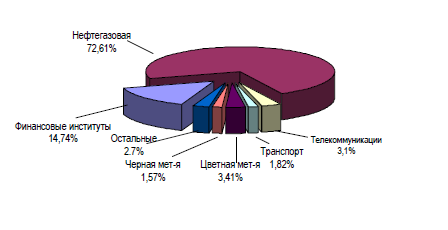 Нефтегазовая
72,61%
Финансовые институты
14,74%
Остальные
2.7%
Черная мет-я
1,57%
Цветная мет-я
3,41%
Транспорт
1,82%
Телекоммуникации
3,1%